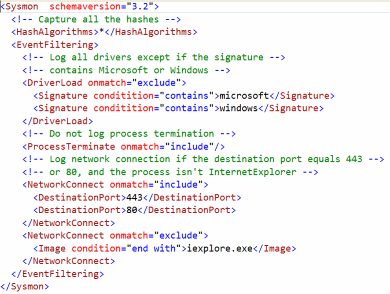 <Sysmon  schemaversion="3.2">
<!-- Capture all the hashes -->
<HashAlgorithms>*</HashAlgorithms>
<EventFiltering>
<!-- Log all drivers except if the signature -->
<!-- contains Microsoft or Windows -->
<DriverLoad onmatch="exclude">
<Signature conditition="contains">microsoft</Signature>
<Signature conditition="contains">windows</Signature>
</DriverLoad>
<!-- Do not log process termination -->
<ProcessTerminate onmatch="include"/>
<!-- Log network connection if the destination port equals 443 -->
<!-- or 80, and the process isn't InternetExplorer -->
<NetworkConnect onmatch="include">
<DestinationPort>443</DestinationPort>
<DestinationPort>80</DestinationPort>
</NetworkConnect>
<NetworkConnect onmatch="exclude">
<Image condition="end with">iexplore.exe</Image>
</NetworkConnect>
</EventFiltering>
</Sysmon>